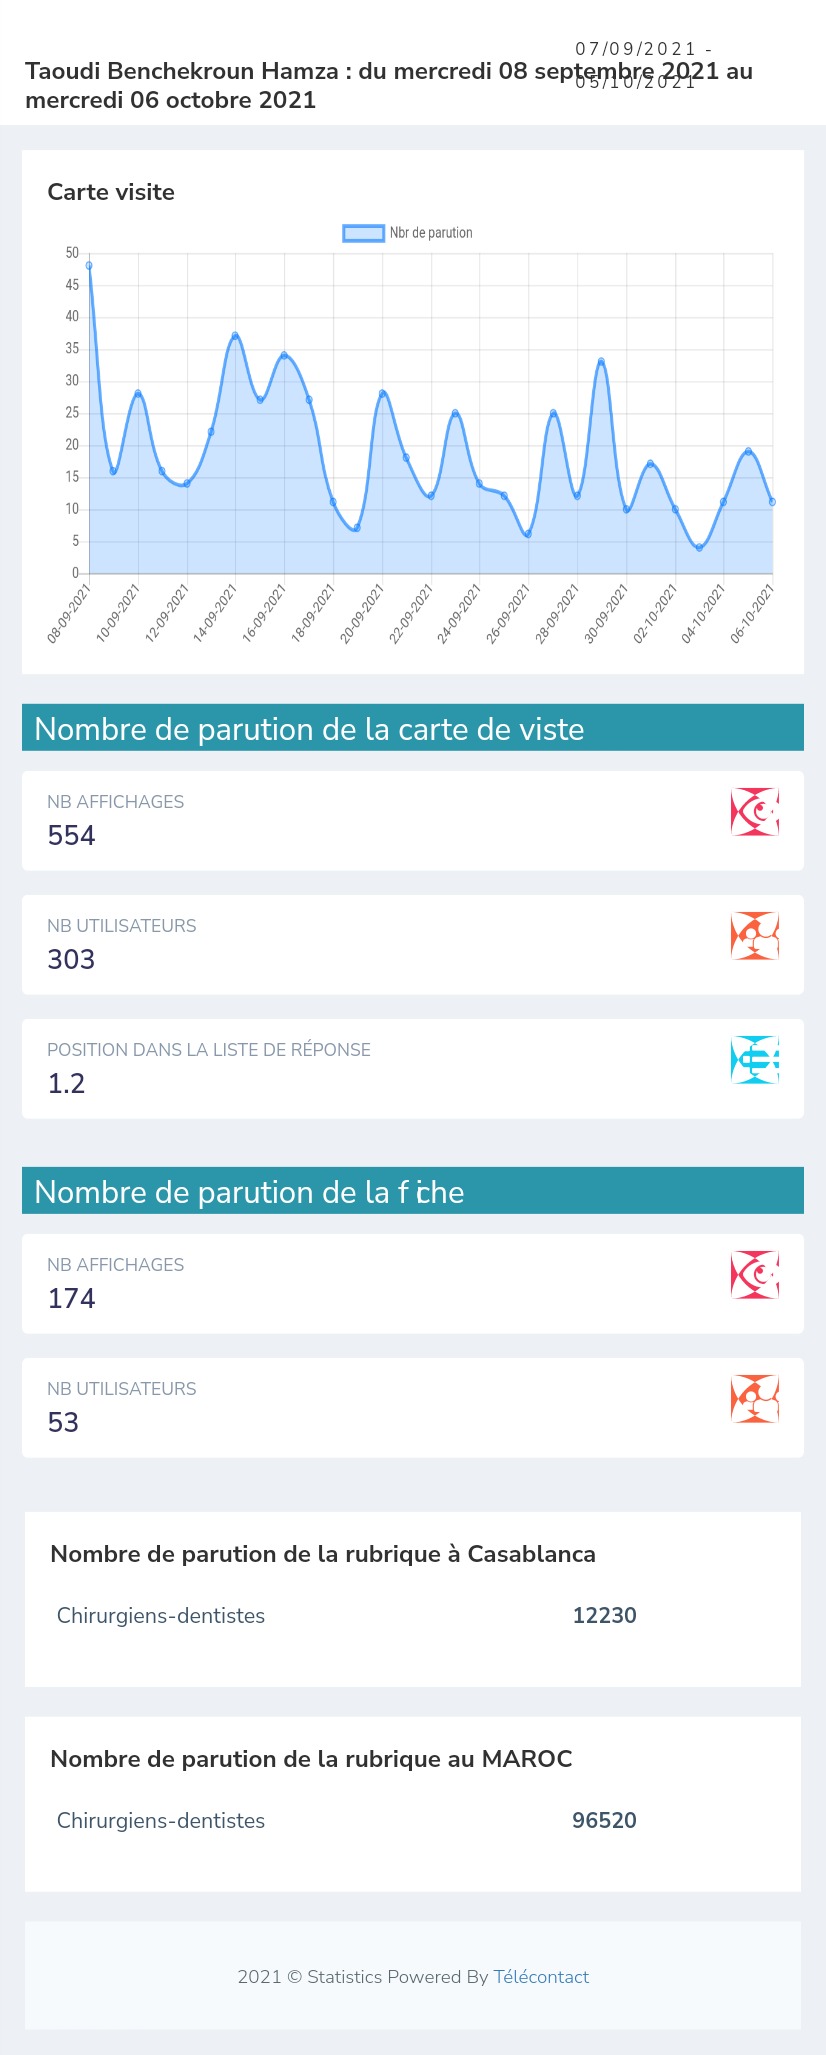 07/09/2021 -
05/10/2021
Taoudi Benchekroun Hamza : du mercredi 08 septembre 2021 au
mercredi 06 octobre 2021
Carte visite
Nbr de parution
50
45
40
35
30
25
20
15
10
5
0
08-09-2021
10-09-2021
12-09-2021
14-09-2021
16-09-2021
18-09-2021
20-09-2021
22-09-2021
24-09-2021
26-09-2021
28-09-2021
30-09-2021
02-10-2021
04-10-2021
06-10-2021
Nombre de parution de la carte de viste
NB AFFICHAGES
554
NB UTILISATEURS
303
POSITION DANS LA LISTE DE RÉPONSE
1.2
Nombre de parution de la fiche
NB AFFICHAGES
174
NB UTILISATEURS
53
Nombre de parution de la rubrique à Casablanca
Chirurgiens-dentistes 12230
Nombre de parution de la rubrique au MAROC
Chirurgiens-dentistes 96520
2021 © Statistics Powered By Télécontact